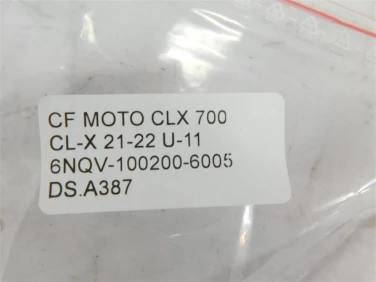 CF MOTO CLX 700
CL-X 21-22 U-11
6NQV-100200-6005
DS.A387